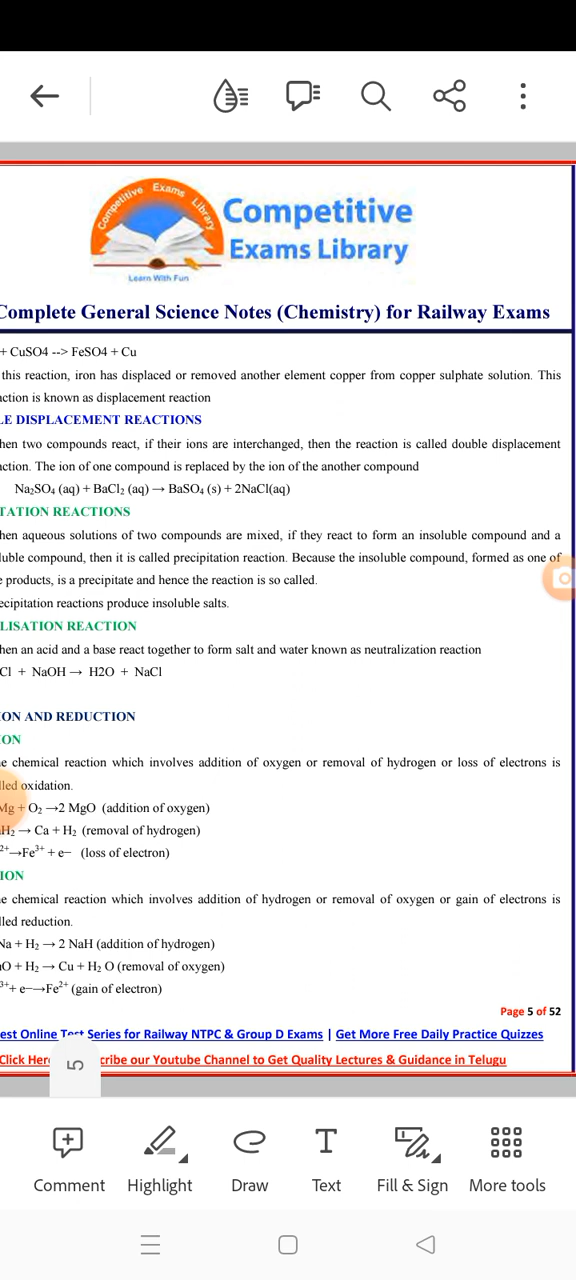 Competitive Exams Library
Competitive
Exams Library
Learn With Fun
Complete General Science Notes (Chemistry) for Railway Exams
+ CuSO4 --> FeSO4 + Cu
this reaction, iron has displaced or removed another element copper from copper sulphate solution. This
action is known as displacement reaction
LE DISPLACEMENT REACTIONS
hen two compounds react, if their ions are interchanged, then the reaction is called double displacement
action. The ion of one compound is replaced by the ion of the another compound
Na₂SO₄ (aq) + BaCl₂ (aq) → BaSO₄ (s) + 2NaCl(aq)
TATION REACTIONS
hen aqueous solutions of two compounds are mixed, if they react to form an insoluble compound and a
luble compound, then it is called precipitation reaction. Because the insoluble compound, formed as one of
e products, is a precipitate and hence the reaction is so called.
ecipitation reactions produce insoluble salts.
LISATION REACTION
hen an acid and a base react together to form salt and water known as neutralization reaction
Cl + NaOH → H2O + NaCl
ON AND REDUCTION
ION
e chemical reaction which involves addition of oxygen or removal of hydrogen or loss of electrons is
lled oxidation.
Mg + O₂ →2 MgO (addition of oxygen)
H₂ → Ca + H₂ (removal of hydrogen)
²⁺→Fe³⁺ + e− (loss of electron)
ION
e chemical reaction which involves addition of hydrogen or removal of oxygen or gain of electrons is
lled reduction.
Na + H₂ → 2 NaH (addition of hydrogen)
O + H₂ → Cu + H₂ O (removal of oxygen)
³⁺+ e−→Fe²⁺ (gain of electron)
Page 5 of 52
est Online Test Series for Railway NTPC & Group D Exams | Get More Free Daily Practice Quizzes
Click Here cribe our Youtube Channel to Get Quality Lectures & Guidance in Telugu
5
Comment Highlight Draw Text Fill & Sign More tools